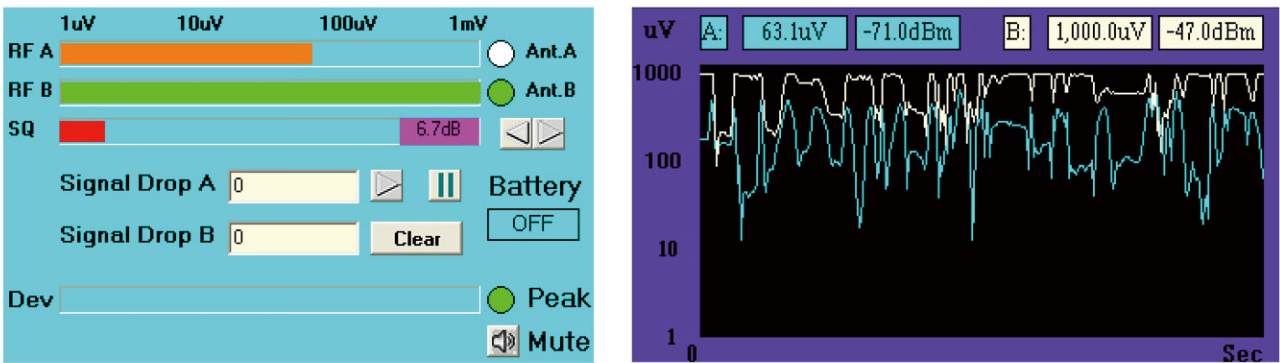 1uV 10uV 100uV 1mV
RF A Ant.A
RF B Ant.B
SQ 6.7dB
Signal Drop A 0
Battery
OFF
Signal Drop B 0 Clear
Dev Peak
Mute
uV A: 63.1uV -71.0dBm B: 1,000.0uV -47.0dBm
1000
100
10
1
0 Sec